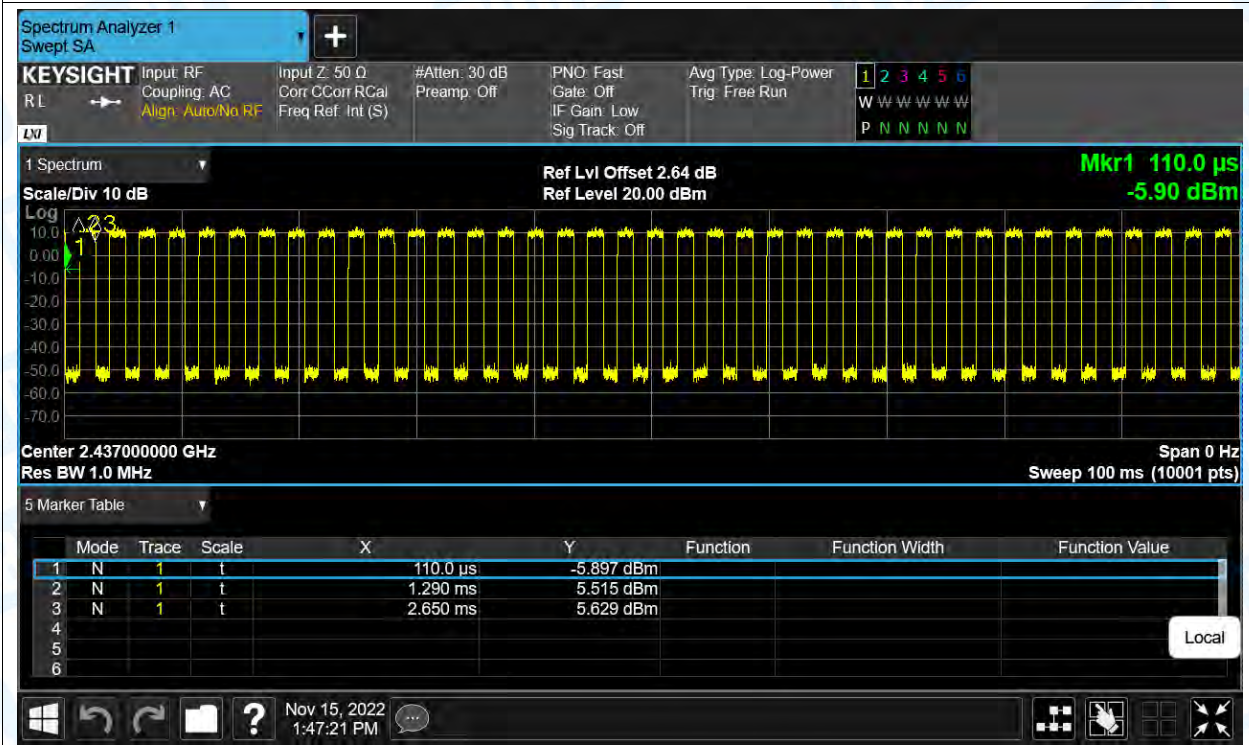 Spectrum Analyzer 1
Swept SA
KEYSIGHT Input: RF Input Z: 50 Ω #Atten: 30 dB PNO: Fast Avg Type: Log-Power 1 2 3 4 5 6
RL Coupling: AC Corr CCorr RCal Preamp: Off Gate: Off Trig: Free Run W W W W W W
Align: Auto/No RF Freq Ref: Int (S) IF Gain: Low
LXI Sig Track: Off P N N N N N
1 Spectrum Ref Lvl Offset 2.64 dB Mkr1 110.0 µs
Scale/Div 10 dB Ref Level 20.00 dBm -5.90 dBm
Log
10.0
0.00
-10.0
-20.0
-30.0
-40.0
-50.0
-60.0
-70.0
1 2 3
Center 2.437000000 GHz Span 0 Hz
Res BW 1.0 MHz Sweep 100 ms (10001 pts)
5 Marker Table
Mode Trace Scale X Y Function Function Width Function Value
1 N 1 t 110.0 µs -5.897 dBm
2 N 1 t 1.290 ms 5.515 dBm
3 N 1 t 2.650 ms 5.629 dBm
4
5
6
Local
? Nov 15, 2022
1:47:21 PM